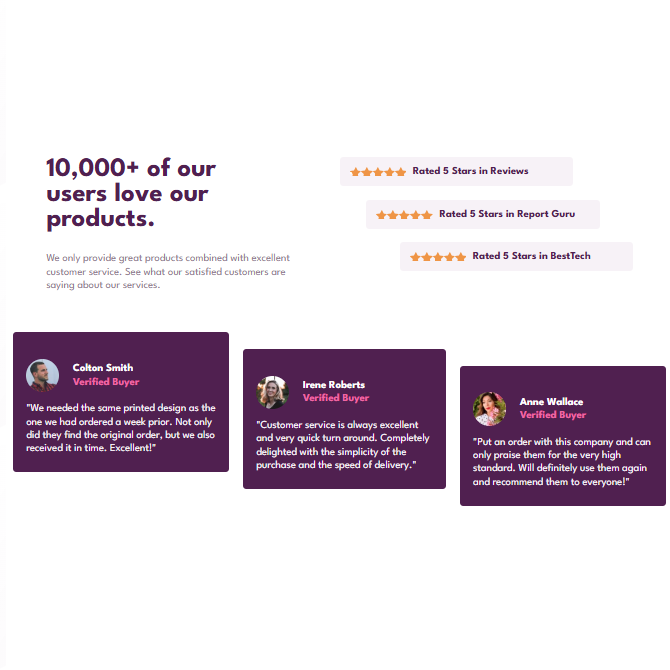 10,000+ of our
users love our
products.
We only provide great products combined with excellent
customer service. See what our satisfied customers are
saying about our services.
Rated 5 Stars in Reviews
Rated 5 Stars in Report Guru
Rated 5 Stars in BestTech
Colton Smith
Verified Buyer
"We needed the same printed design as the
one we had ordered a week prior. Not only
did they find the original order, but we also
received it in time. Excellent!"
Irene Roberts
Verified Buyer
"Customer service is always excellent
and very quick turn around. Completely
delighted with the simplicity of the
purchase and the speed of delivery."
Anne Wallace
Verified Buyer
"Put an order with this company and can
only praise them for the very high
standard. Will definitely use them again
and recommend them to everyone!"